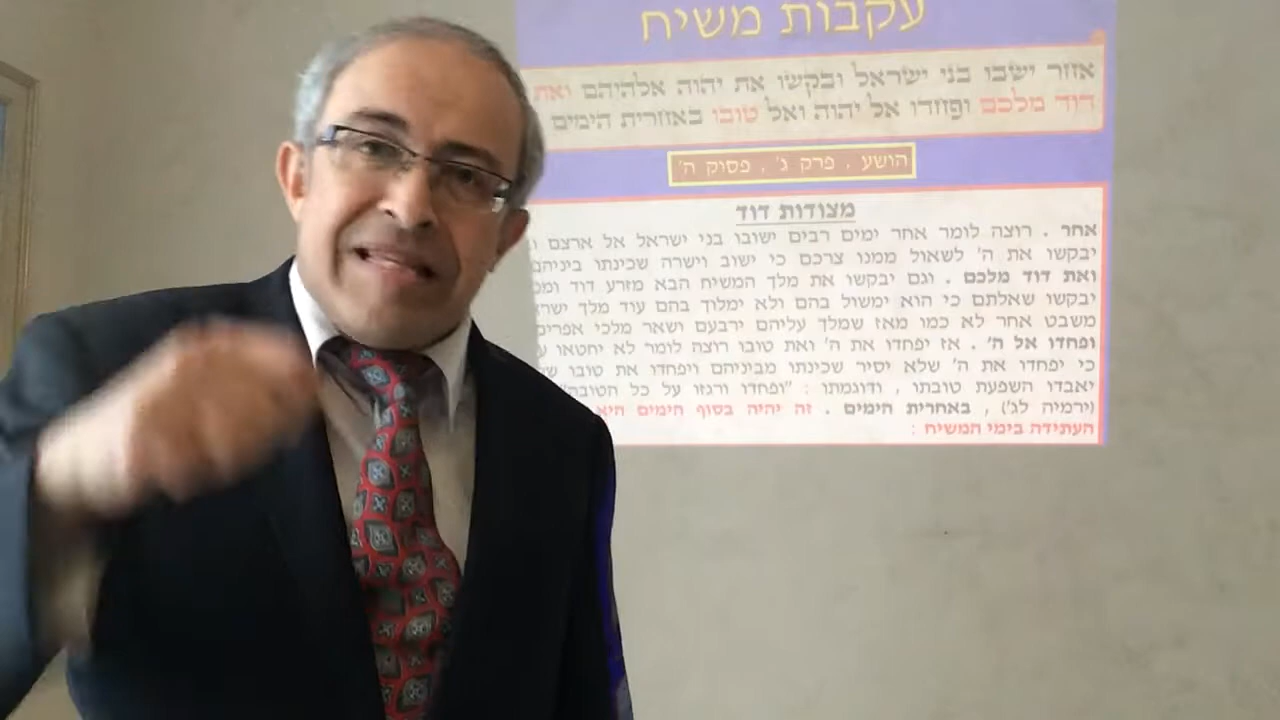 עקבות משיח
אחר ישבו בני ישראל ובקשו את יהוה אלהיהם ואת
דוד מלכם ופחדו אל יהוה ואל טובו באחרית הימים
הושע . פרק ג' . פסוק ה'
מצודות דוד
אחר . רוצה לומר אחר ימים רבים ישובו בני ישראל אל ארצם
יבקשו את ה' לשאול ממנו צרכם כי ישוב וישרה שכינתו ביניהם
ואת דוד מלכם . וגם יבקשו את מלך המשיח הבא מזרע דוד
יבקשו שאלתם כי הוא ימשול בהם ולא ימלוך בהם עוד מלך
משבט אחר לא כמו מאז שמלך עליהם ירבעם ושאר מלכי אפרים
ופחדו אל ה' . אז יפחדו את ה' ואת טובו רוצה לומר לא יחטאו
כי יפחדו את ה' שלא יסיר שכינתו מביניהם ויפחדו את טובו
יאבדו השפעת טובתו , ודוגמתו : "ופחדו ורגזו על כל הטובה"
(ירמיה לג') , באחרית הימים . זה יהיה בסוף הימים היא
העתידה בימי המשיח :